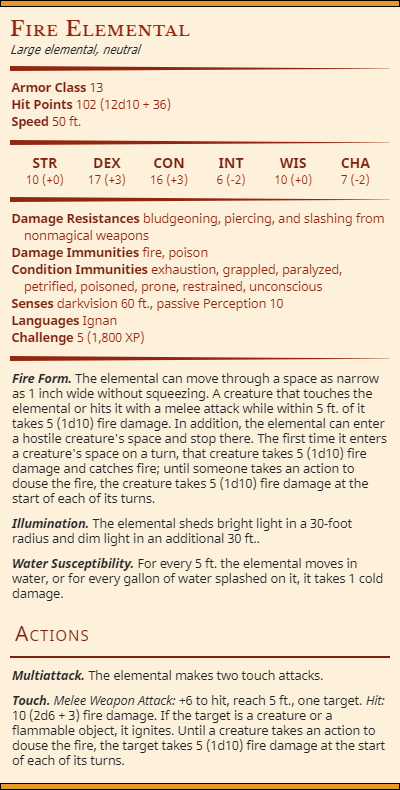 Fire Elemental
Large elemental, neutral
Armor Class 13
Hit Points 102 (12d10 + 36)
Speed 50 ft.
STR DEX CON INT WIS CHA
10 (+0) 17 (+3) 16 (+3) 6 (-2) 10 (+0) 7 (-2)
Damage Resistances bludgeoning, piercing, and slashing from
nonmagical weapons
Damage Immunities fire, poison
Condition Immunities exhaustion, grappled, paralyzed,
petrified, poisoned, prone, restrained, unconscious
Senses darkvision 60 ft., passive Perception 10
Languages Ignan
Challenge 5 (1,800 XP)
Fire Form. The elemental can move through a space as narrow
as 1 inch wide without squeezing. A creature that touches the
elemental or hits it with a melee attack while within 5 ft. of it
takes 5 (1d10) fire damage. In addition, the elemental can enter
a hostile creature's space and stop there. The first time it enters
a creature's space on a turn, that creature takes 5 (1d10) fire
damage and catches fire; until someone takes an action to
douse the fire, the creature takes 5 (1d10) fire damage at the
start of each of its turns.
Illumination. The elemental sheds bright light in a 30-foot
radius and dim light in an additional 30 ft..
Water Susceptibility. For every 5 ft. the elemental moves in
water, or for every gallon of water splashed on it, it takes 1 cold
damage.
Actions
Multiattack. The elemental makes two touch attacks.
Touch. Melee Weapon Attack: +6 to hit, reach 5 ft., one target. Hit:
10 (2d6 + 3) fire damage. If the target is a creature or a
flammable object, it ignites. Until a creature takes an action to
douse the fire, the target takes 5 (1d10) fire damage at the start
of each of its turns.